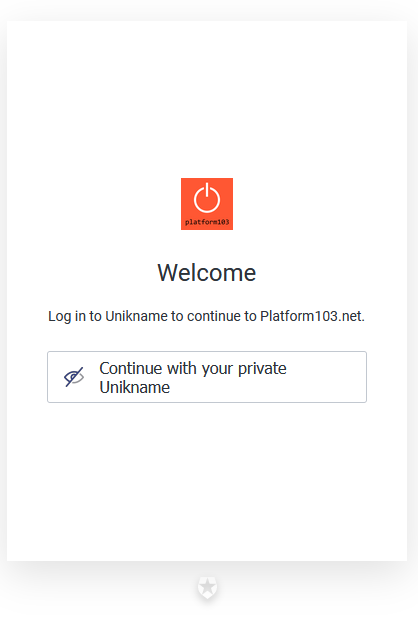 platform103
Welcome
Log in to Unikname to continue to Platform103.net.
Continue with your private
Unikname